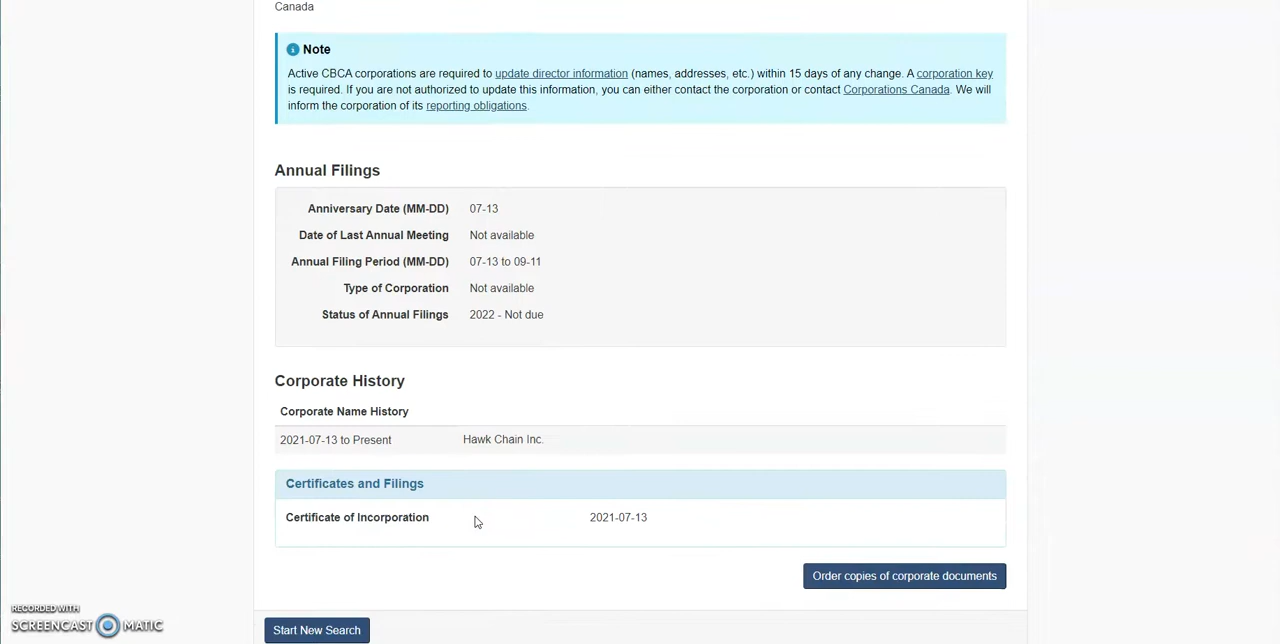 Canada
Note
Active CBCA corporations are required to update director information (names, addresses, etc.) within 15 days of any change. A corporation key
is required. If you are not authorized to update this information, you can either contact the corporation or contact Corporations Canada. We will
inform the corporation of its reporting obligations.
Annual Filings
Anniversary Date (MM-DD) 07-13
Date of Last Annual Meeting Not available
Annual Filing Period (MM-DD) 07-13 to 09-11
Type of Corporation Not available
Status of Annual Filings 2022 - Not due
Corporate History
Corporate Name History
2021-07-13 to Present Hawk Chain Inc.
Certificates and Filings
Certificate of Incorporation 2021-07-13
Order copies of corporate documents
Start New Search
RECORDED WITH
SCREENCAST MATIC